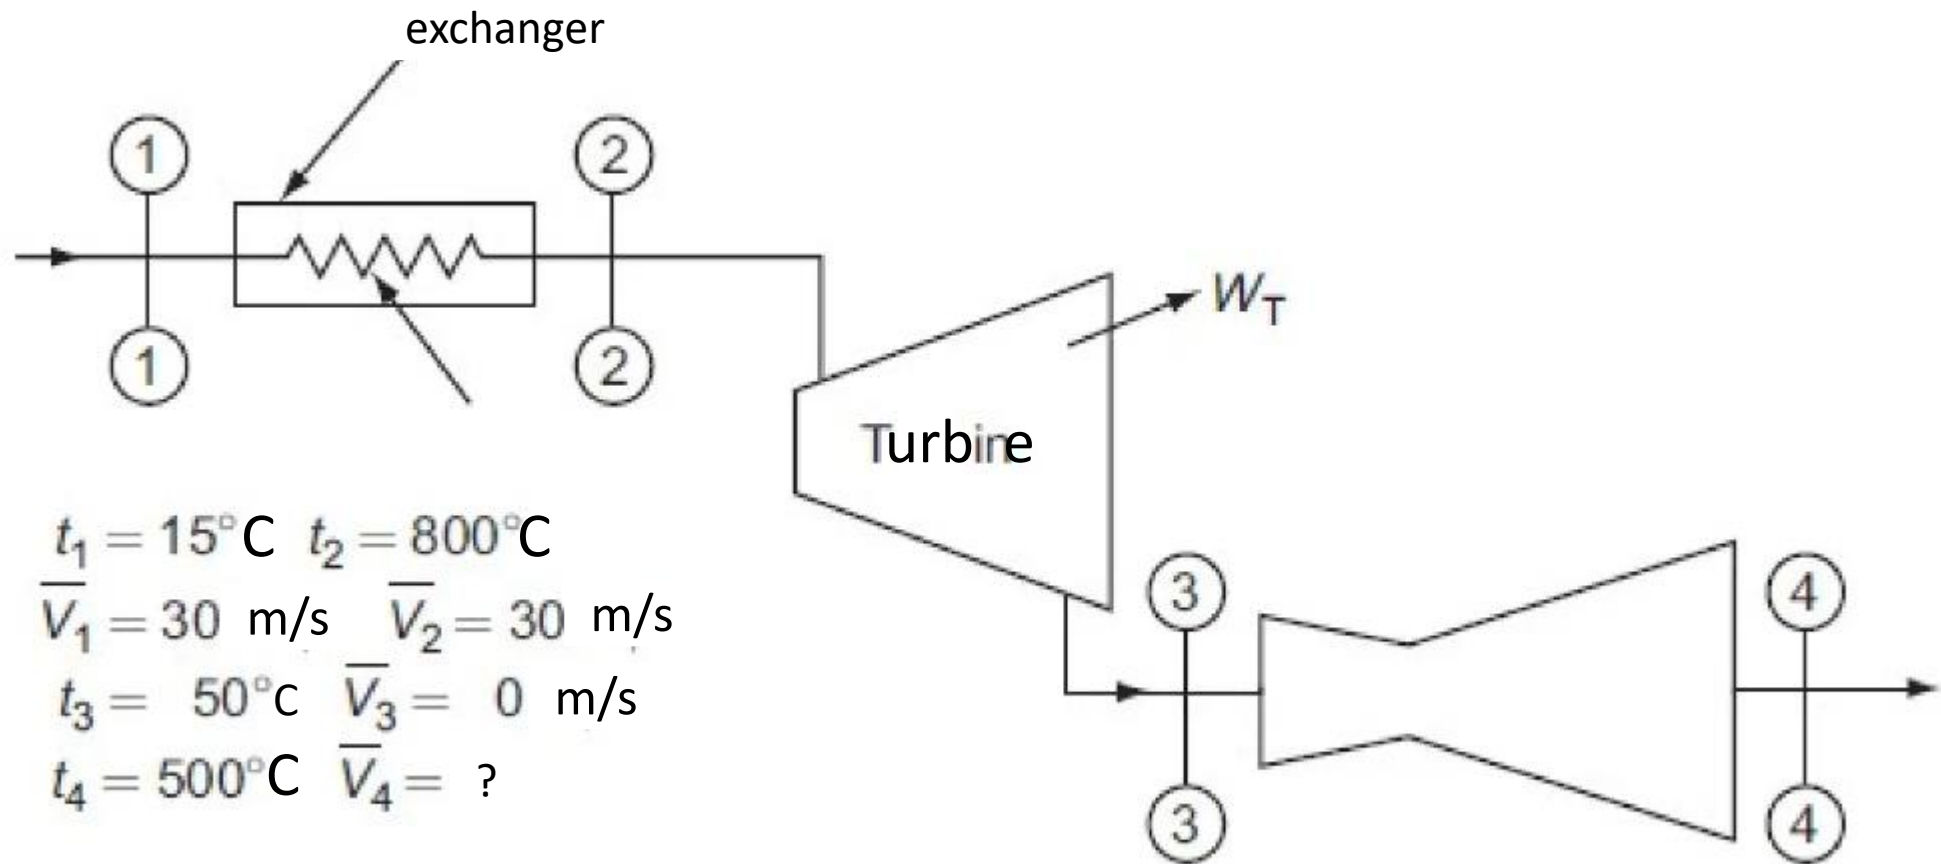 exchanger
1
2
1
2
W_T
Turbine
t₁ = 15°C t₂ = 800°C
V̅₁ = 30 m/s V̅₂ = 30 m/s
t₃ = 50°C V̅₃ = 0 m/s
t₄ = 500°C V̅₄ = ?
3
4
3
4